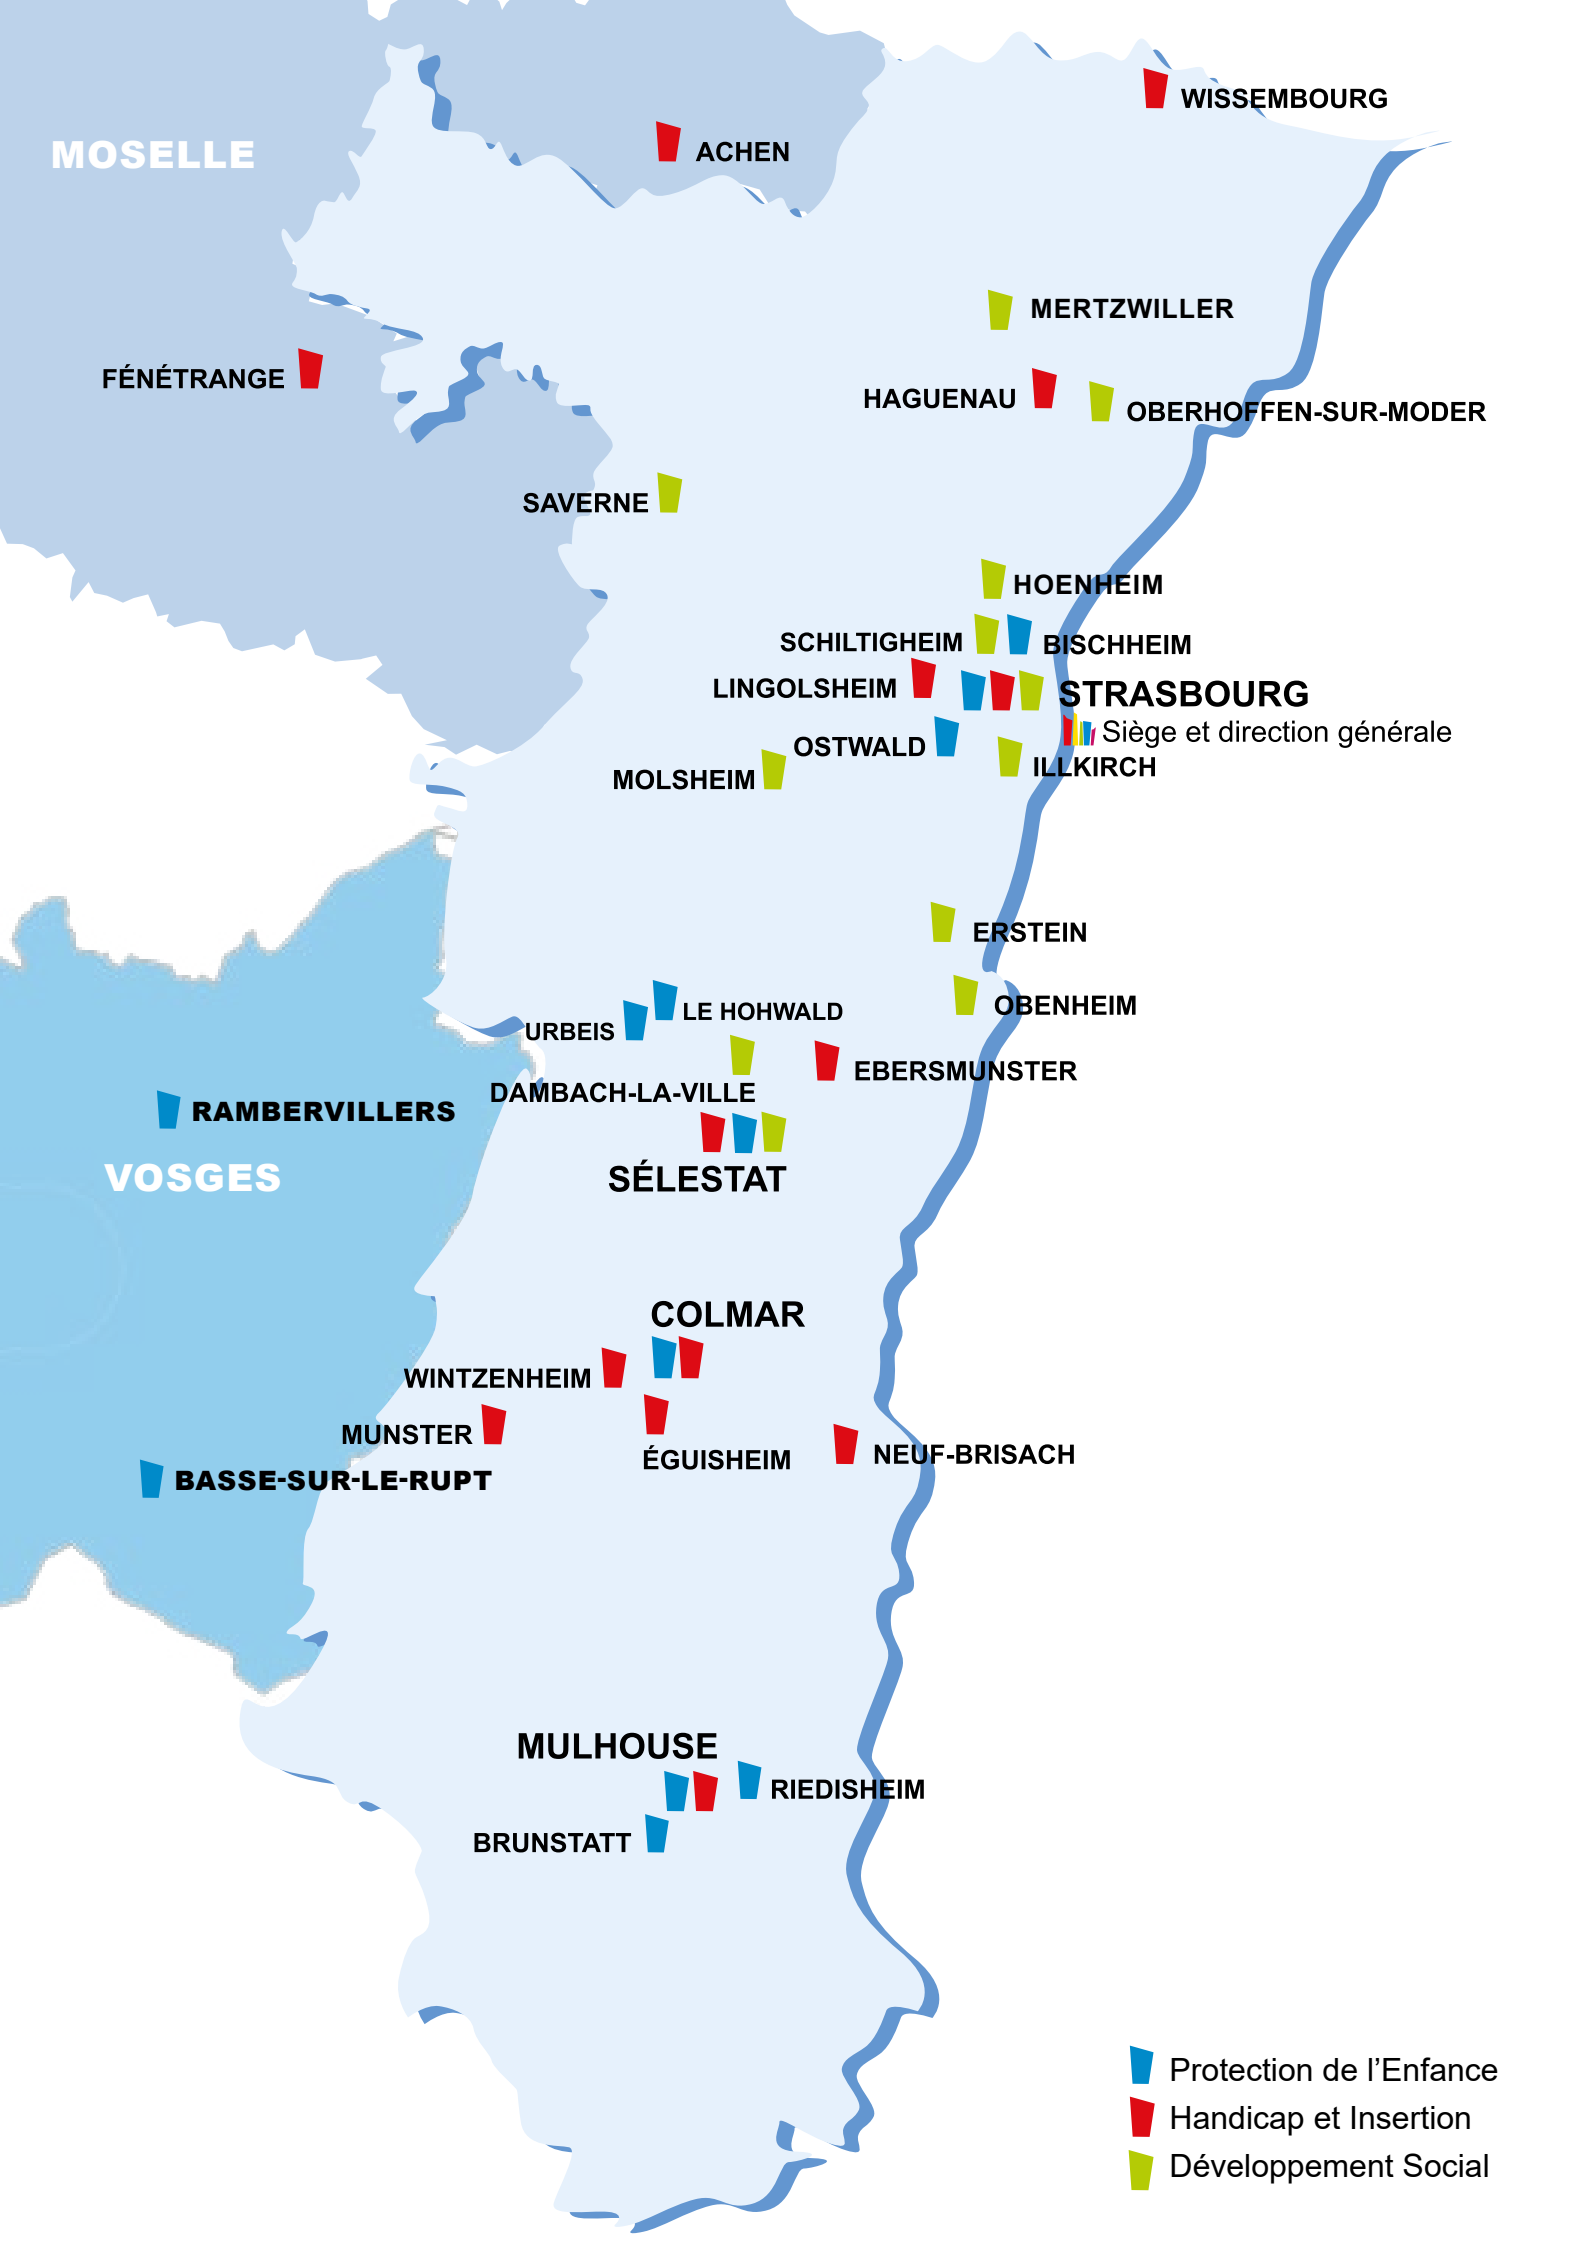 WISSEMBOURG
MOSELLE
ACHEN
MERTZWILLER
FÉNÉTRANGE
HAGUENAU
OBERHOFFEN-SUR-MODER
SAVERNE
HOENHEIM
SCHILTIGHEIM
BISCHHEIM
LINGOLSHEIM
STRASBOURG
Siège et direction générale
OSTWALD
ILLKIRCH
MOLSHEIM
ERSTEIN
OBENHEIM
LE HOHWALD
URBEIS
EBERSMUNSTER
DAMBACH-LA-VILLE
RAMBERVILLERS
VOSGES
SÉLESTAT
COLMAR
WINTZENHEIM
MUNSTER
ÉGUISHEIM
NEUF-BRISACH
BASSE-SUR-LE-RUPT
MULHOUSE
RIEDISHEIM
BRUNSTATT
Protection de l’Enfance
Handicap et Insertion
Développement Social